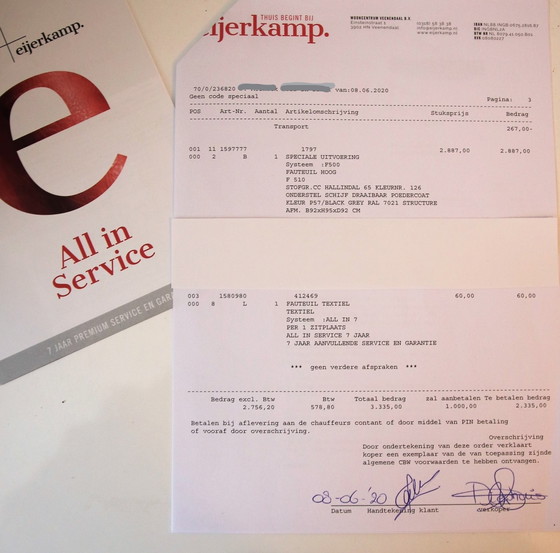 eijerkamp.
e
All in
Service
7 JAAR PREMIUM SERVICE EN GARA
THUIS BEGINT BIJ
eijerkamp.
WOONCENTRUM VEENENDAAL B.V.
Einsteinstraat 1
eijerkamp.nl
70/0/236820 van:08.06.2020
Geen code speciaal
Pagina: 3
POS Art-Nr. Aantal Artikelomschrijving Stuksprijs Bedrag
Transport 267,00-
001 11 1597777 1797 2.887,00 2.887,00
000 2 B 1 SPECIALE UITVOERING
Systeem :F500
FAUTEUIL HOOG
F 510
STOFGR.CC HALLINDAL 65 KLEURNR. 126
ONDERSTEL SCHIJF DRAAIBAAR POEDERCOAT
KLEUR P57/BLACK GREY RAL 7021 STRUCTURE
AFM. B92xH95xD92 CM
003 1580980 412469 60,00 60,00
000 8 L 1 FAUTEUIL TEXTIEL
TEXTIEL
Systeem :ALL IN 7
PER 1 ZITPLAATS
ALL IN SERVICE 7 JAAR
7 JAAR AANVULLENDE SERVICE EN GARANTIE
*** geen verdere afspraken ***
Bedrag excl. Btw Btw Totaal bedrag zal aanbetalen Te betalen bedrag
2.756,20 578,80 3.335,00 1.000,00 2.335,00
Betalen bij aflevering aan de chauffeurs contant of door middel van PIN betaling
of vooraf door overschrijving.
Overschrijving
Door ondertekening van deze order verklaart
koper een exemplaar van de van toepassing zijnde
algemene CBW voorwaarden te hebben ontvangen.
08-06-'20
Datum Handtekening klant verkoper